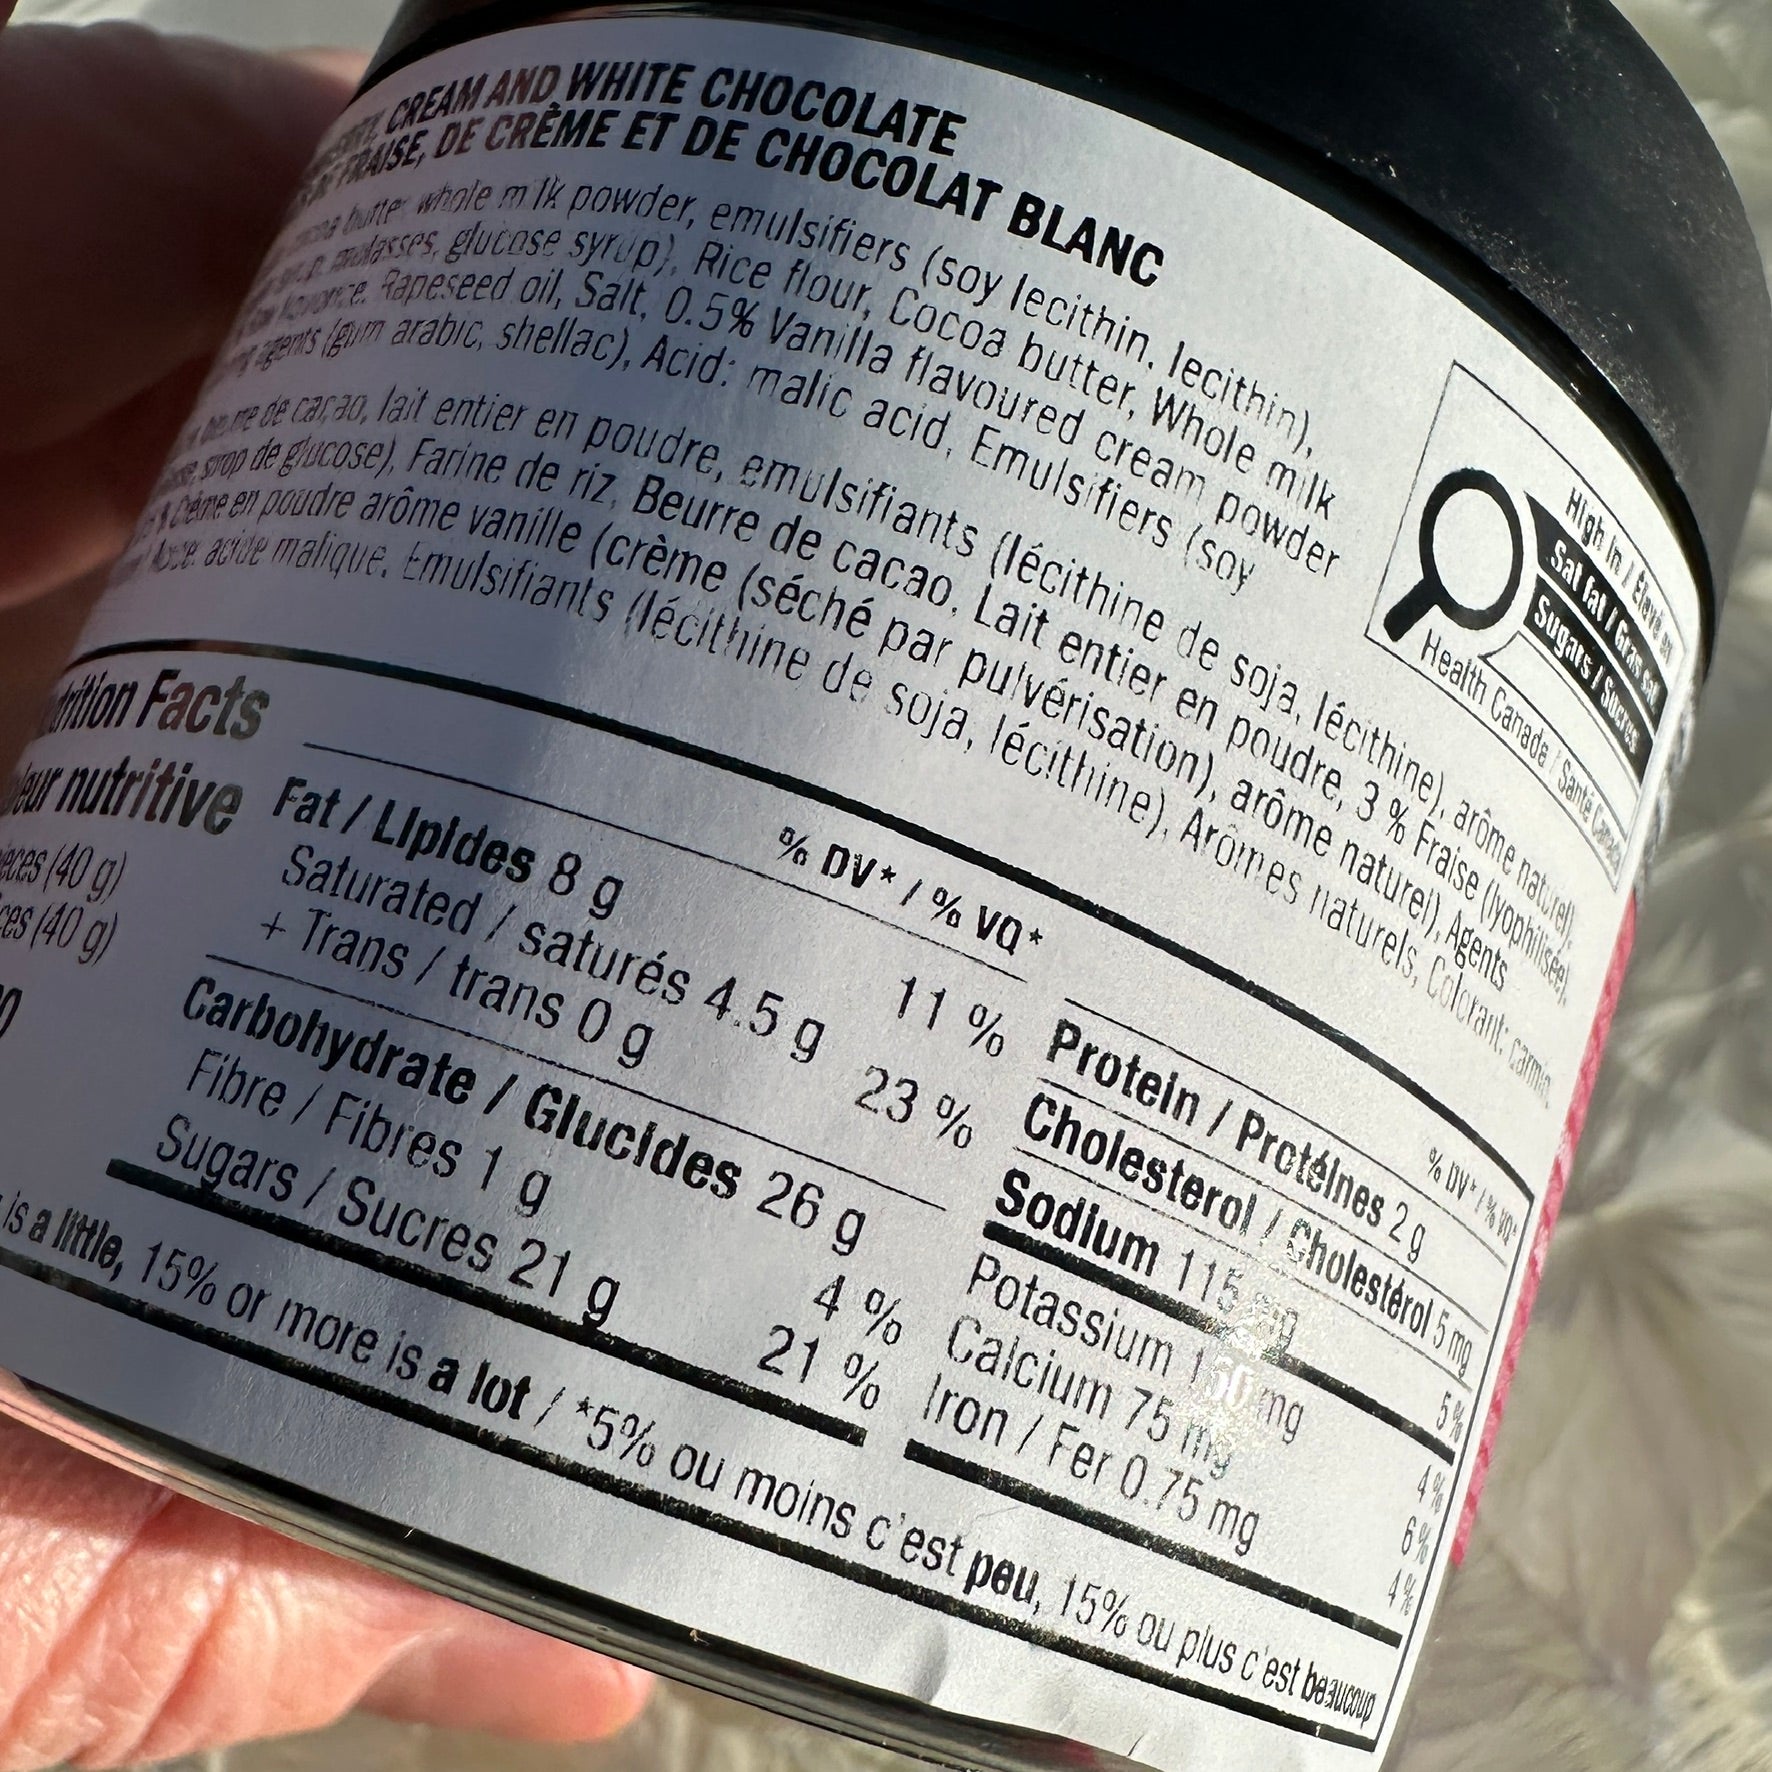 CREAM AND WHITE CHOCOLATE
FRAISE, DE CRÈME ET DE CHOCOLAT BLANC
butter, whole milk powder, emulsifiers (soy lecithin, lecithin),
molasses, glucose syrup), Rice flour, Cocoa butter, Whole milk
Rapeseed oil, Salt, 0.5% Vanilla flavoured cream powder
agents (gum arabic, shellac), Acid: malic acid, Emulsifiers (soy
de cacao, lait entier en poudre, emulsifiants (lécithine de soja, lécithine), arôme naturel),
sirop de glucose), Farine de riz, Beurre de cacao, Lait entier en poudre, 3 % Fraise (lyophilisée),
Crème en poudre arôme vanille (crème (séché par pulvérisation), arôme naturel), Agents
acide malique, Emulsifiants (lécithine de soja, lécithine), Arômes naturels, Colorant: carmin
High in / Élevé en
Sat fat / Gras sat
Sugars / Sucres
Health Canada / Santé Canada
Nutrition Facts
Valeur nutritive
(40 g)
(40 g)
% DV* / % VQ*
Fat / Lipides 8 g 11 %
Saturated / saturés 4.5 g
+ Trans / trans 0 g 23 %
Carbohydrate / Glucides 26 g
Fibre / Fibres 1 g 4 %
Sugars / Sucres 21 g 21 %
% DV* / % VQ*
Protein / Protéines 2 g
Cholesterol / Cholestérol 5 mg
Sodium 115 mg 5 %
Potassium 150 mg 4 %
Calcium 75 mg 6 %
Iron / Fer 0.75 mg 4 %
is a little, 15% or more is a lot / *5% ou moins c'est peu, 15% ou plus c'est beaucoup